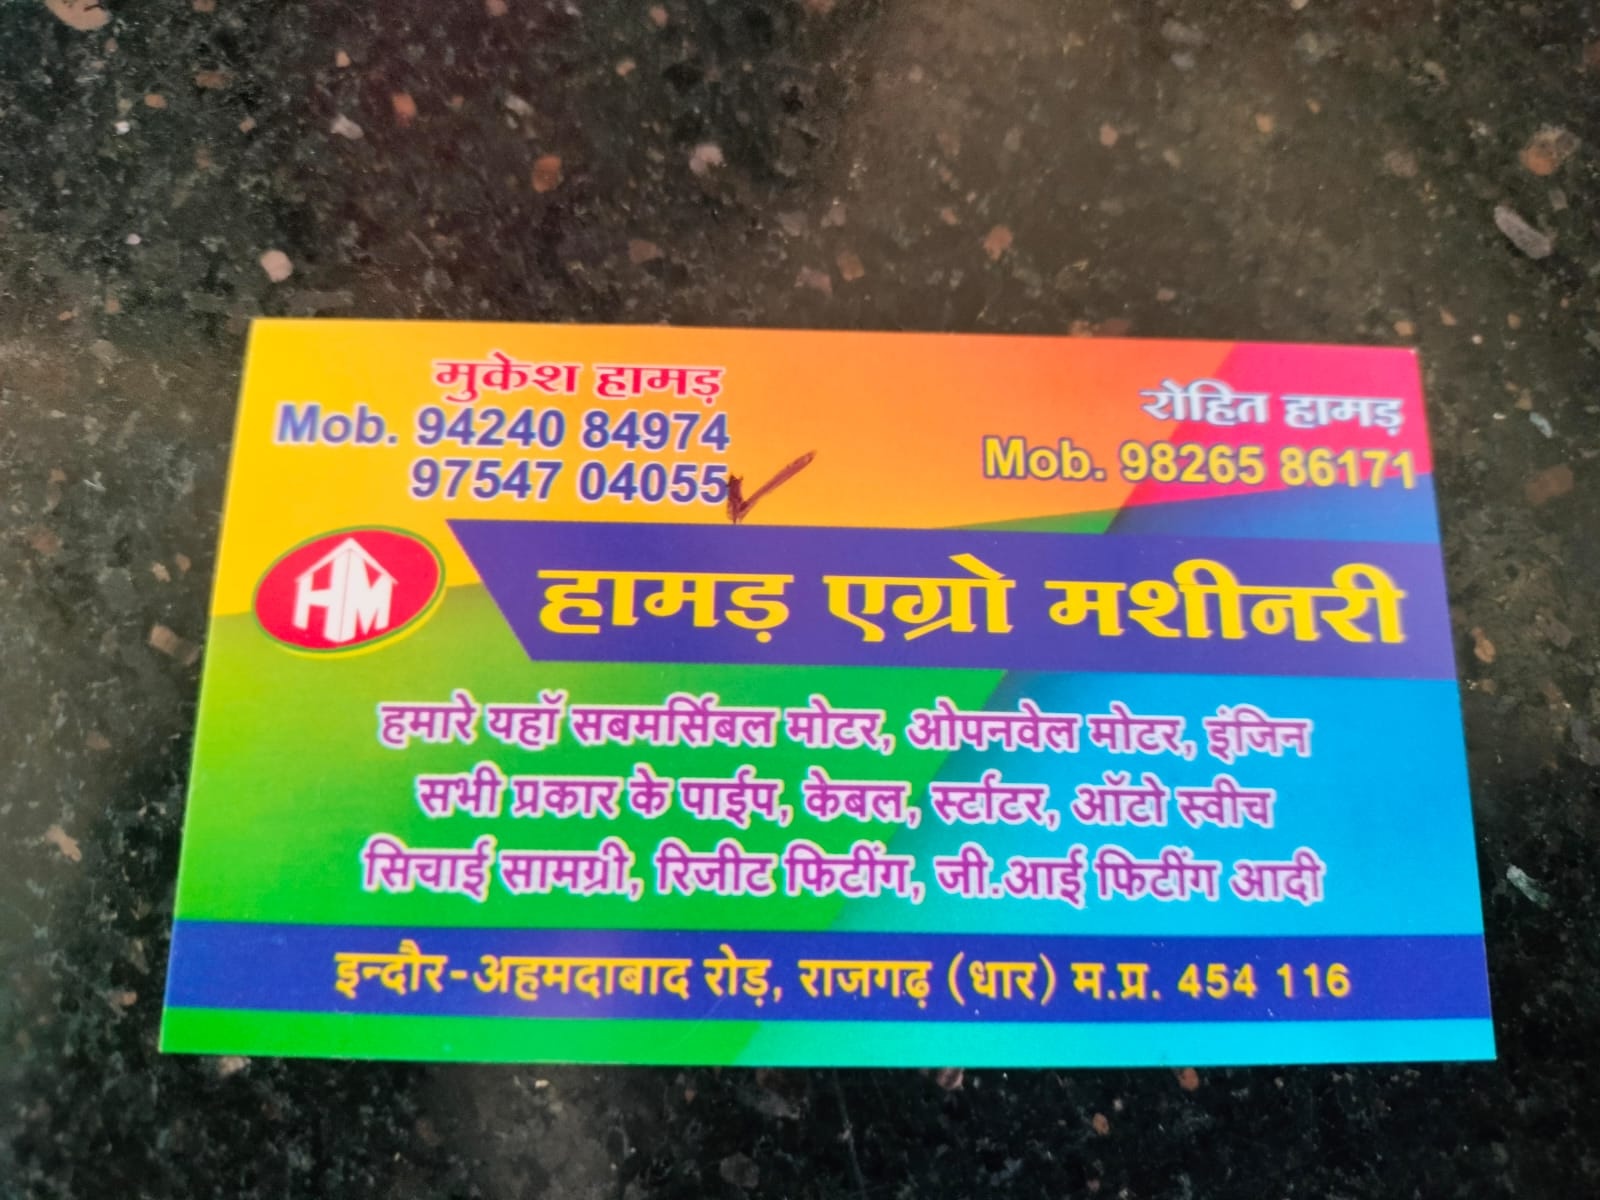 मुकेश हामड़
Mob. 94240 84974
97547 04055
रोहित हामड़
Mob. 98265 86171
HM
हामड़ एग्रो मशीनरी
हमारे यहाँ सबमर्सिबल मोटर, ओपनवेल मोटर, इंजिन
सभी प्रकार के पाईप, केबल, र्स्टाटर, ऑटो स्वीच
सिचाई सामग्री, रिजीट फिटींग, जी.आई फिटींग आदी
इन्दौर-अहमदाबाद रोड़, राजगढ़ (धार) म.प्र. 454 116